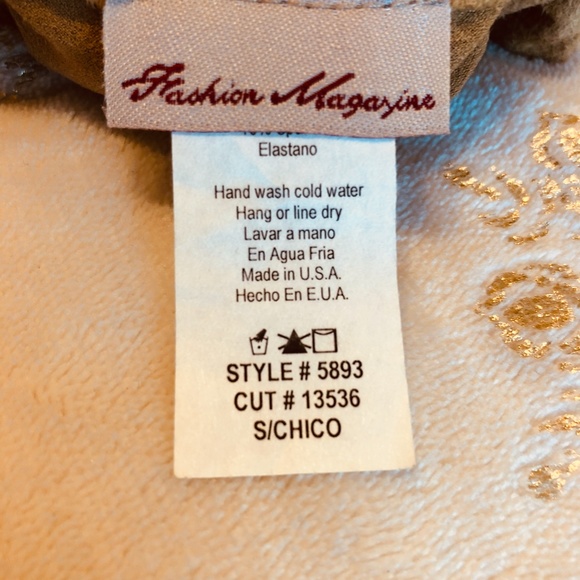 Fashion Magazine
Elastano
Hand wash cold water
Hang or line dry
Lavar a mano
En Agua Fria
Made in U.S.A.
Hecho En E.U.A.
STYLE # 5893
CUT # 13536
S/CHICO